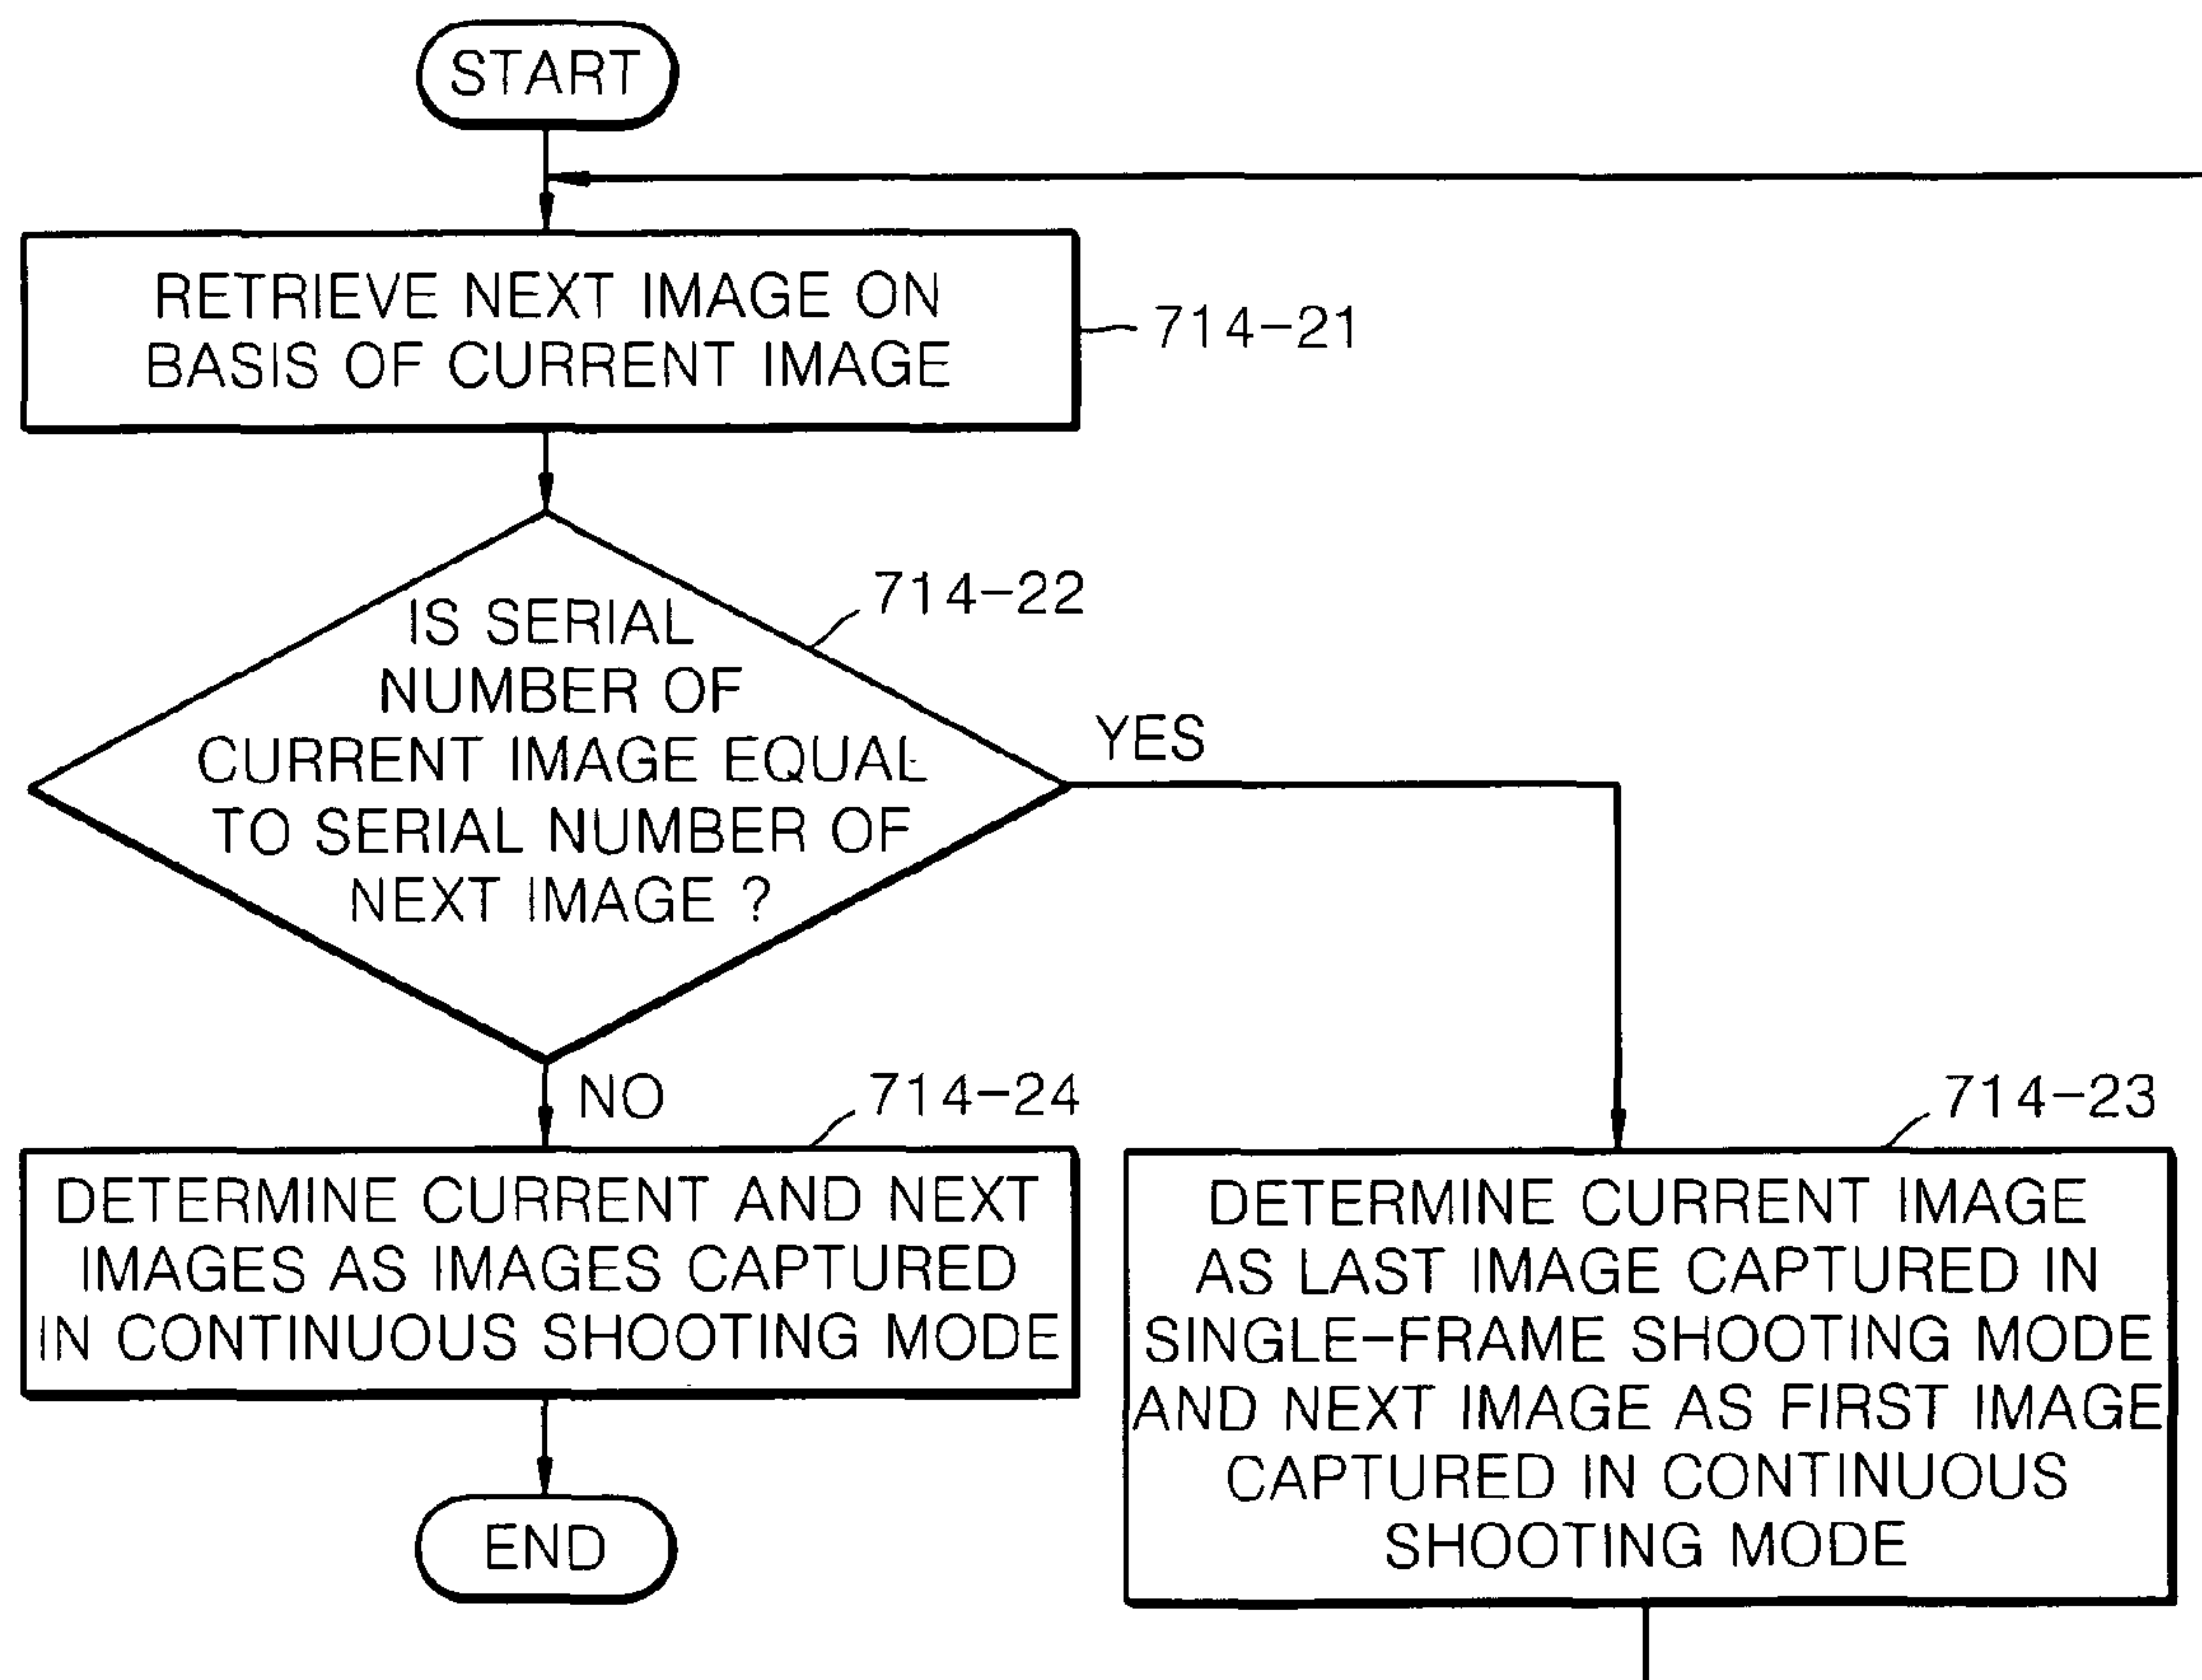 START
RETRIEVE NEXT IMAGE ON
BASIS OF CURRENT IMAGE
714-21
IS SERIAL
NUMBER OF
CURRENT IMAGE EQUAL
TO SERIAL NUMBER OF
NEXT IMAGE ?
714-22
YES
NO
714-24
DETERMINE CURRENT AND NEXT
IMAGES AS IMAGES CAPTURED
IN CONTINUOUS SHOOTING MODE
END
714-23
DETERMINE CURRENT IMAGE
AS LAST IMAGE CAPTURED IN
SINGLE-FRAME SHOOTING MODE
AND NEXT IMAGE AS FIRST IMAGE
CAPTURED IN CONTINUOUS
SHOOTING MODE